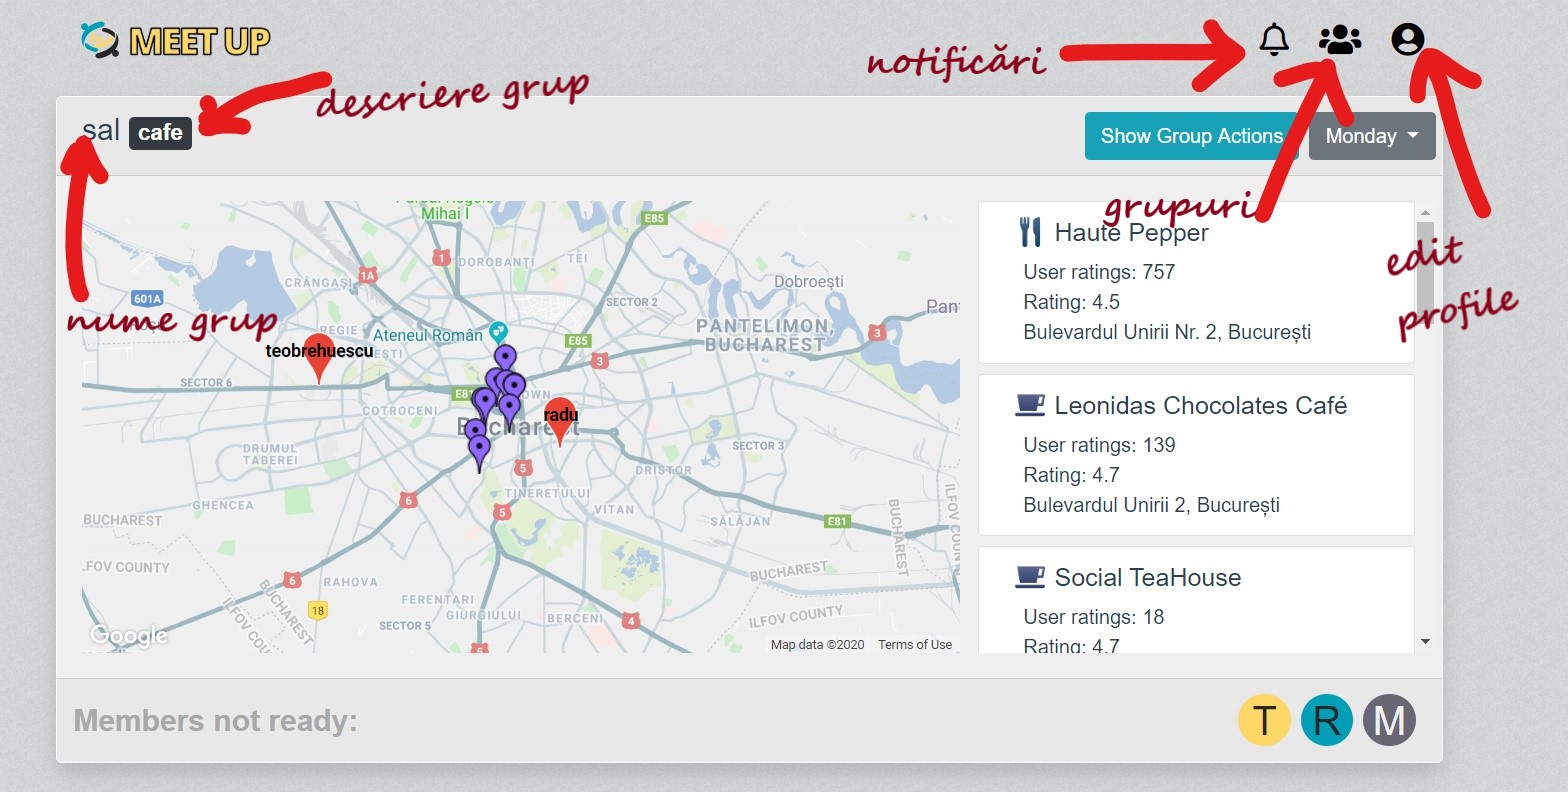 MEET UP
notificări
descriere grup
sal cafe
Show Group Actions
Monday
grupuri
edit
profile
nume grup
Mihai I
E85
DOROBANȚI
TEI
CRÂNGAȘI
1A
1
601A
SECTOR 2
Dobroești
REGIE
Ateneul Român
PANTELIMON,
BUCHAREST
3
E85
3
teobrehuescu
SECTOR 6
COTROCENI
radu
Bucharest
SECTOR 3
DRUMUL
TABEREI
5
DRISTOR
6
TINERETULUI
GHENCEA
5
VITAN
BUCHAREST
SĂLĂJAN
E81
BUCHAREST
ILFOV COUNTY
6
RAHOVA
BUCHAREST
FERENTARI
18
GIURGIULUI
BERCENI
4
ILFOV COUNTY
ILFOV COU
BUCHAREST
SECTOR 5
5
Google
Map data ©2020
Terms of Use
Haute Pepper
User ratings: 757
Rating: 4.5
Bulevardul Unirii Nr. 2, București
Leonidas Chocolates Café
User ratings: 139
Rating: 4.7
Bulevardul Unirii 2, București
Social TeaHouse
User ratings: 18
Rating: 4.7
Members not ready:
T R M